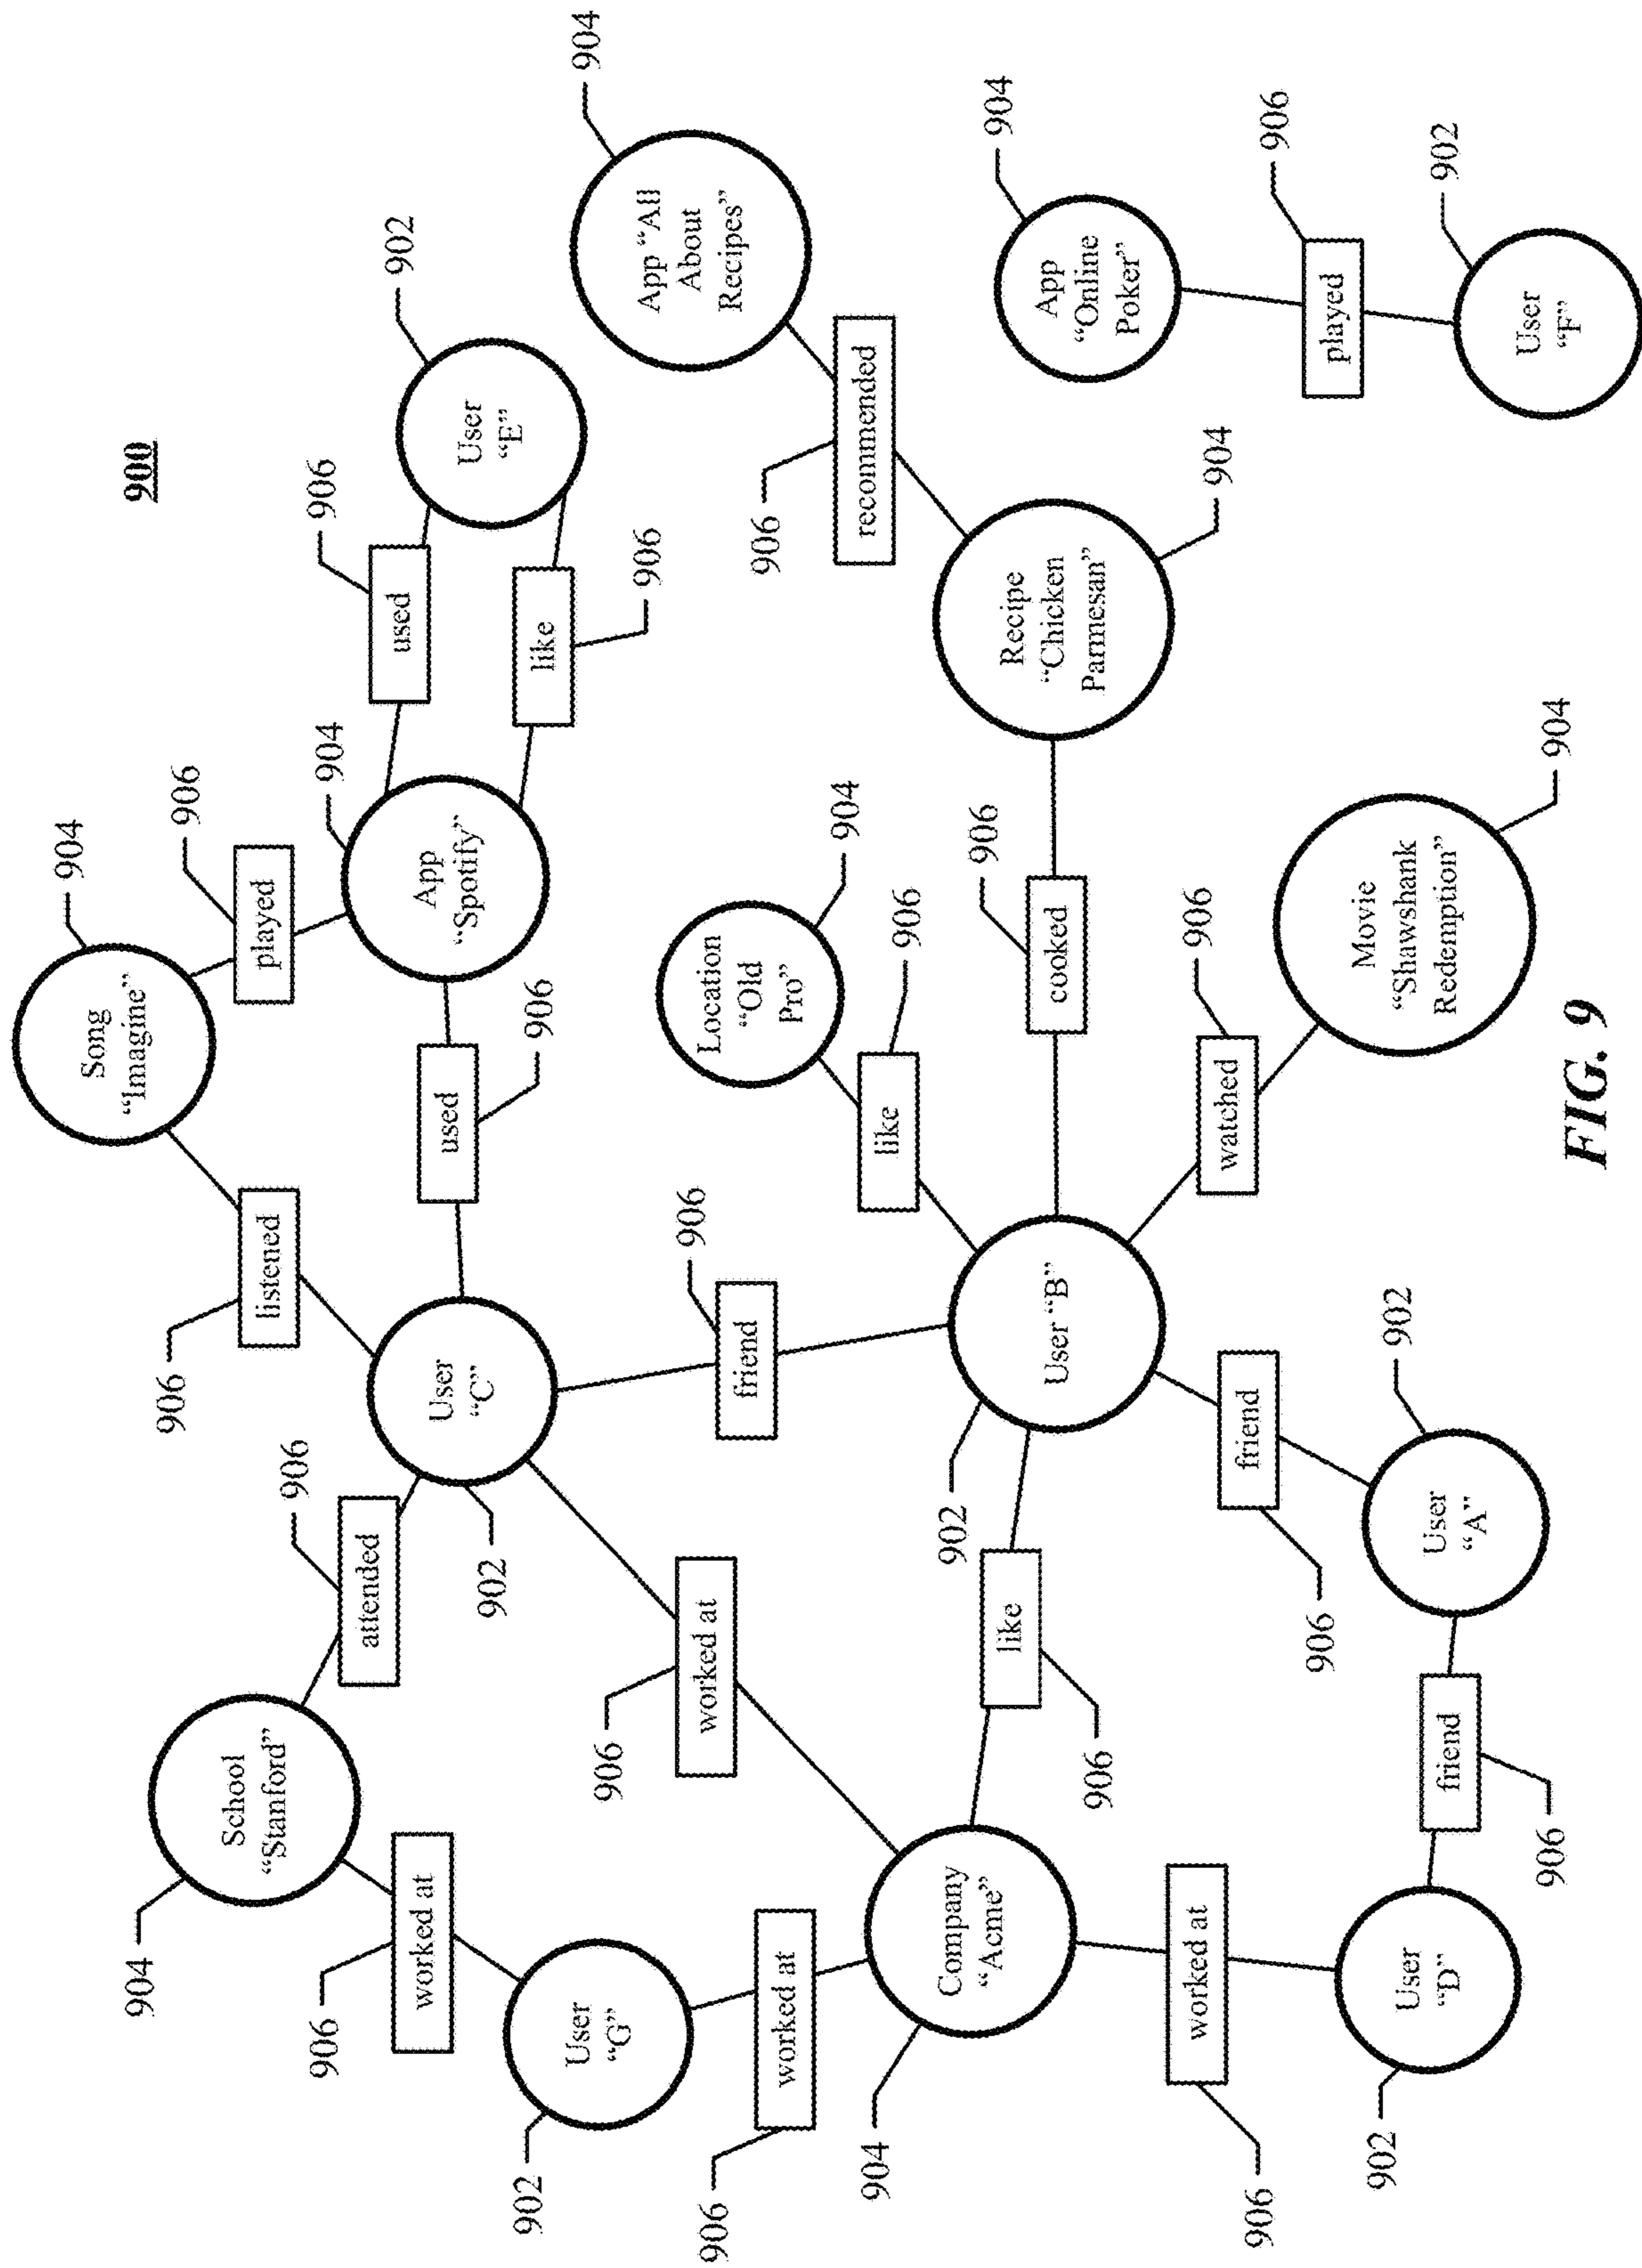 900
904
Song
"Imagine"
904
906
906
School
"Stanford"
listened
played
906
906
906
904
attended
used
902
worked at
User
"C"
used
App
"Spotify"
User
"E"
902
902
906
like
User
"G"
904
906
906
App "All
About
Recipes"
906
worked at
906
Location
"Old
Pro"
906
worked at
friend
904
recommended
904
like
906
902
Company
"Acme"
906
904
like
Recipe
"Chicken
Parmesan"
User "B"
cooked
App
"Online
Poker"
906
worked at
906
904
watched
906
friend
906
906
played
Movie
"Shawshank
Redemption"
902
902
User
"D"
friend
User
"A"
902
906
904
User
"F"
FIG. 9